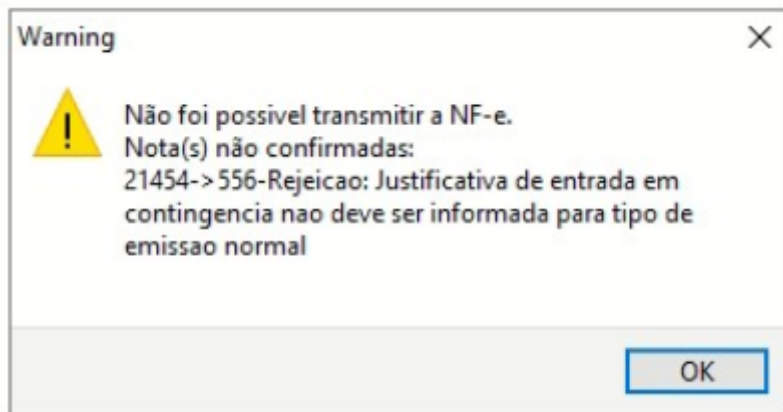 Warning
Não foi possivel transmitir a NF-e.
Nota(s) não confirmadas:
21454->556-Rejeicao: Justificativa de entrada em
contingencia nao deve ser informada para tipo de
emissao normal
OK